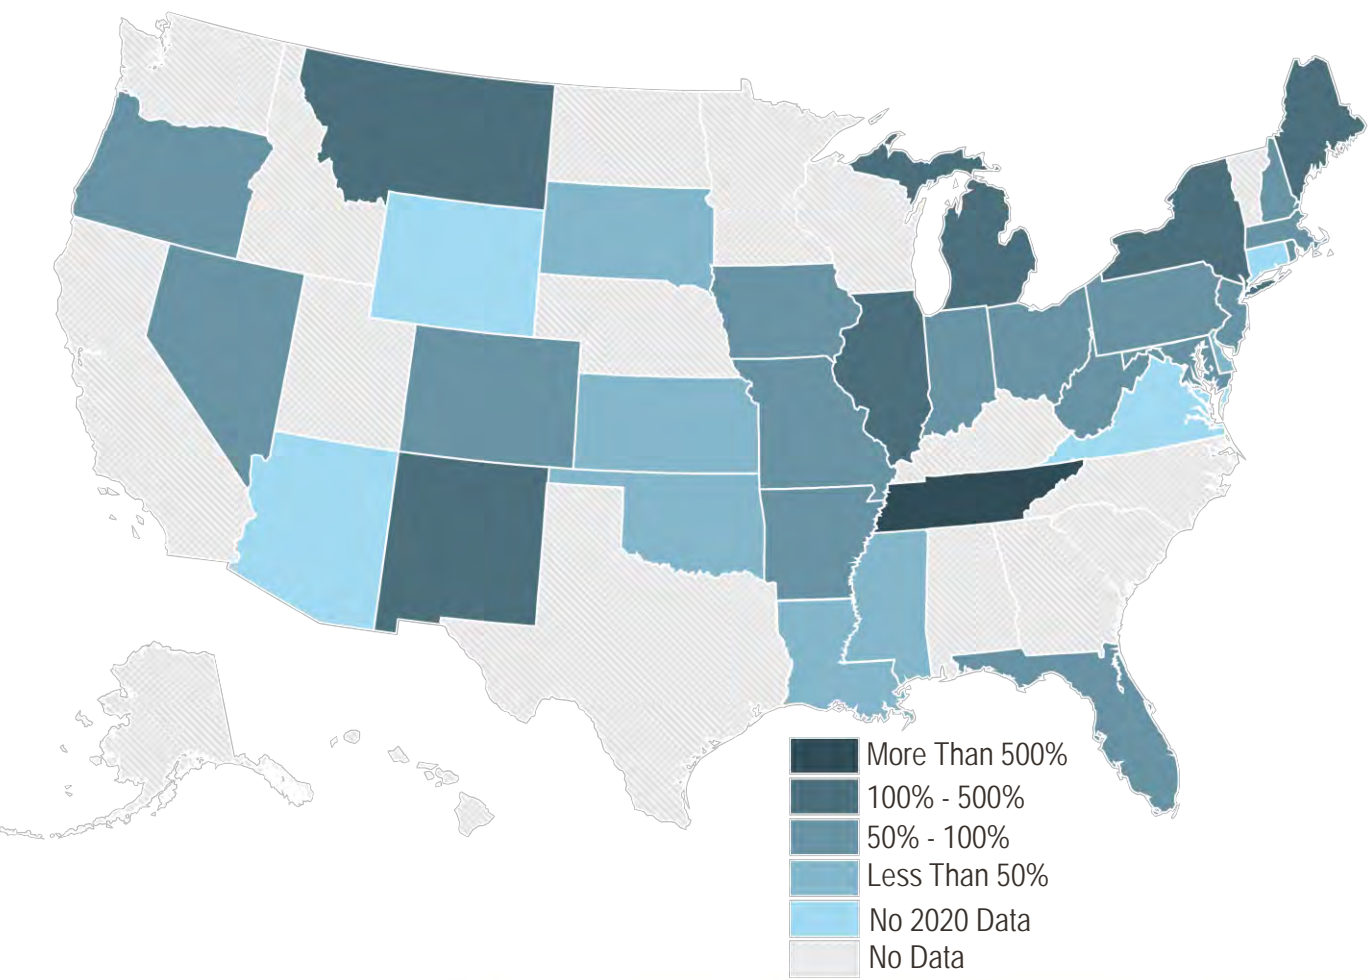 More Than 500%
100% - 500%
50% - 100%
Less Than 50%
No 2020 Data
No Data